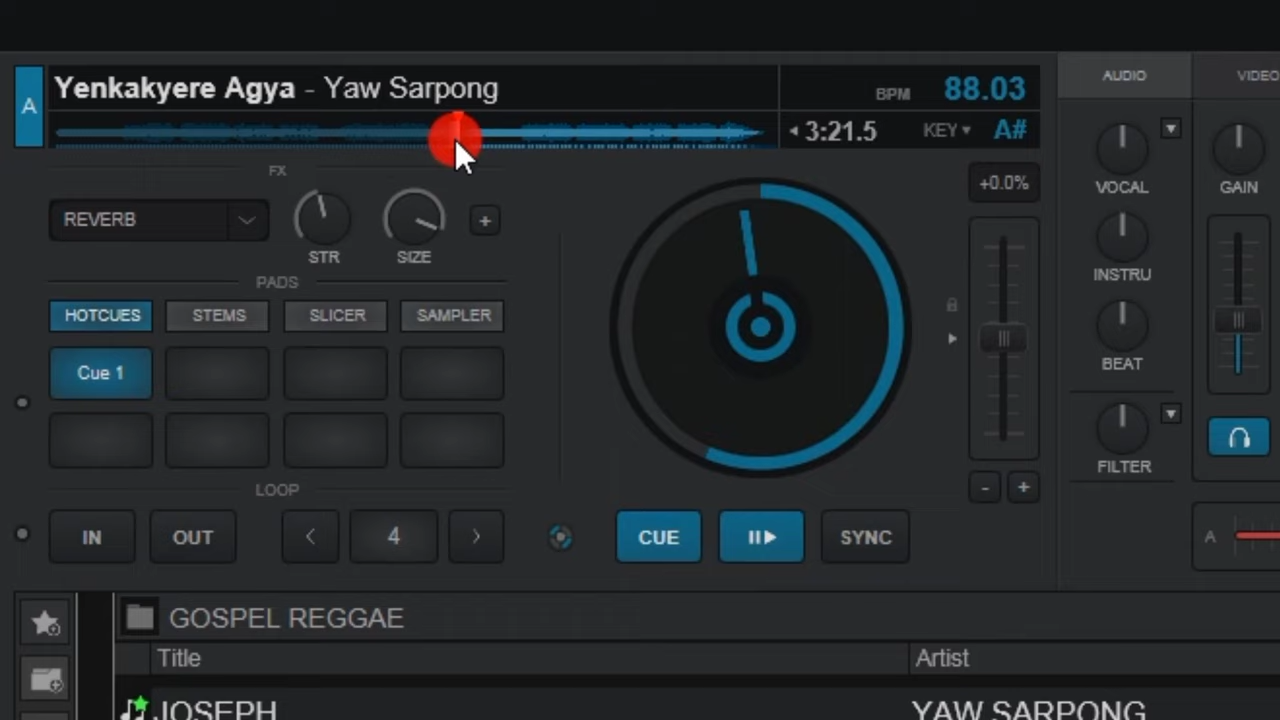 A
Yenkakyere Agya - Yaw Sarpong
BPM 88.03
3:21.5 KEY A#
FX
REVERB
STR
SIZE
+
PADS
HOTCUES STEMS SLICER SAMPLER
Cue 1
LOOP
IN OUT < 4 >
CUE SYNC
+0.0%
- +
AUDIO VIDEO
VOCAL
INSTRU
BEAT
FILTER
GAIN
A
GOSPEL REGGAE
Title Artist
JOSEPH YAW SARPONG